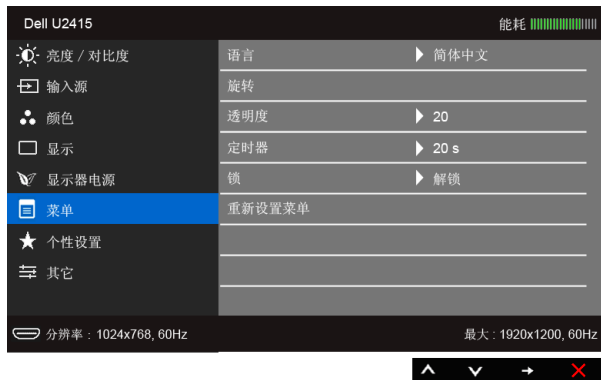 Dell U2415 能耗
亮度 / 对比度 语言 简体中文
输入源 旋转
颜色 透明度 20
显示 定时器 20 s
显示器电源 锁 解锁
菜单 重新设置菜单
个性设置
其它
分辨率 : 1024x768, 60Hz 最大 : 1920x1200, 60Hz